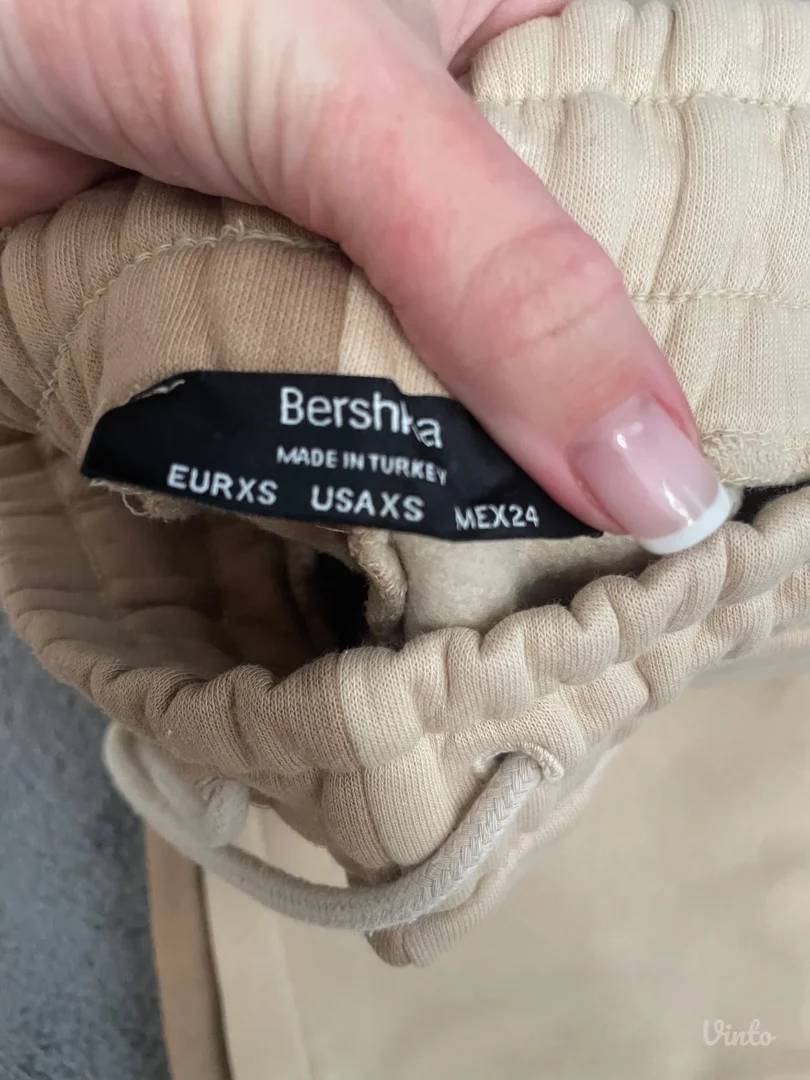 Bershka
MADE IN TURKEY
EURXS USAXS MEX24
Vinto